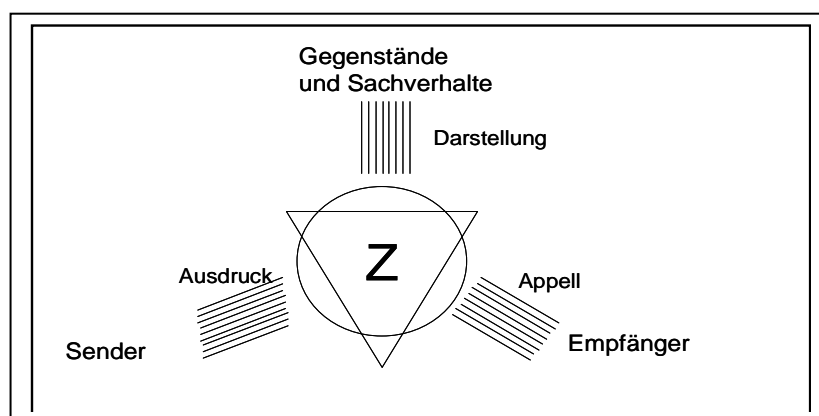 Gegenstände
und Sachverhalte
Darstellung
Z
Ausdruck
Appell
Sender
Empfänger